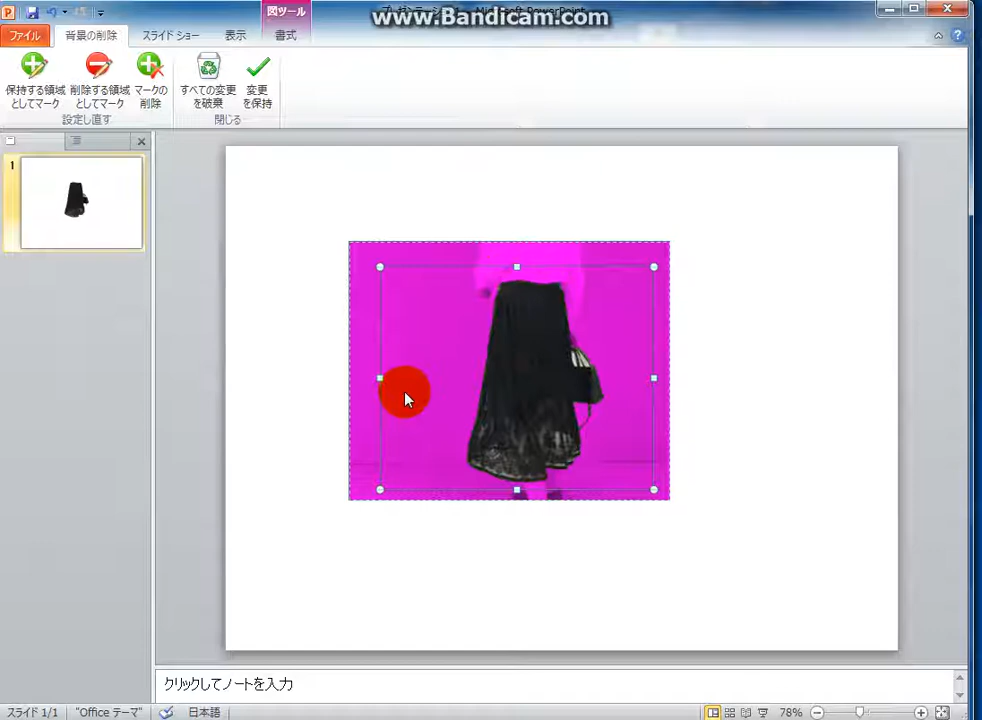 www.Bandicam.com
図ツール
ファイル 背景の削除 スライド ショー 表示 書式
保持する領域としてマーク
削除する領域としてマーク
マークの削除
すべての変更を破棄
変更を保持
設定し直す
閉じる
1
クリックしてノートを入力
スライド 1/1 "Office テーマ" 日本語 78%